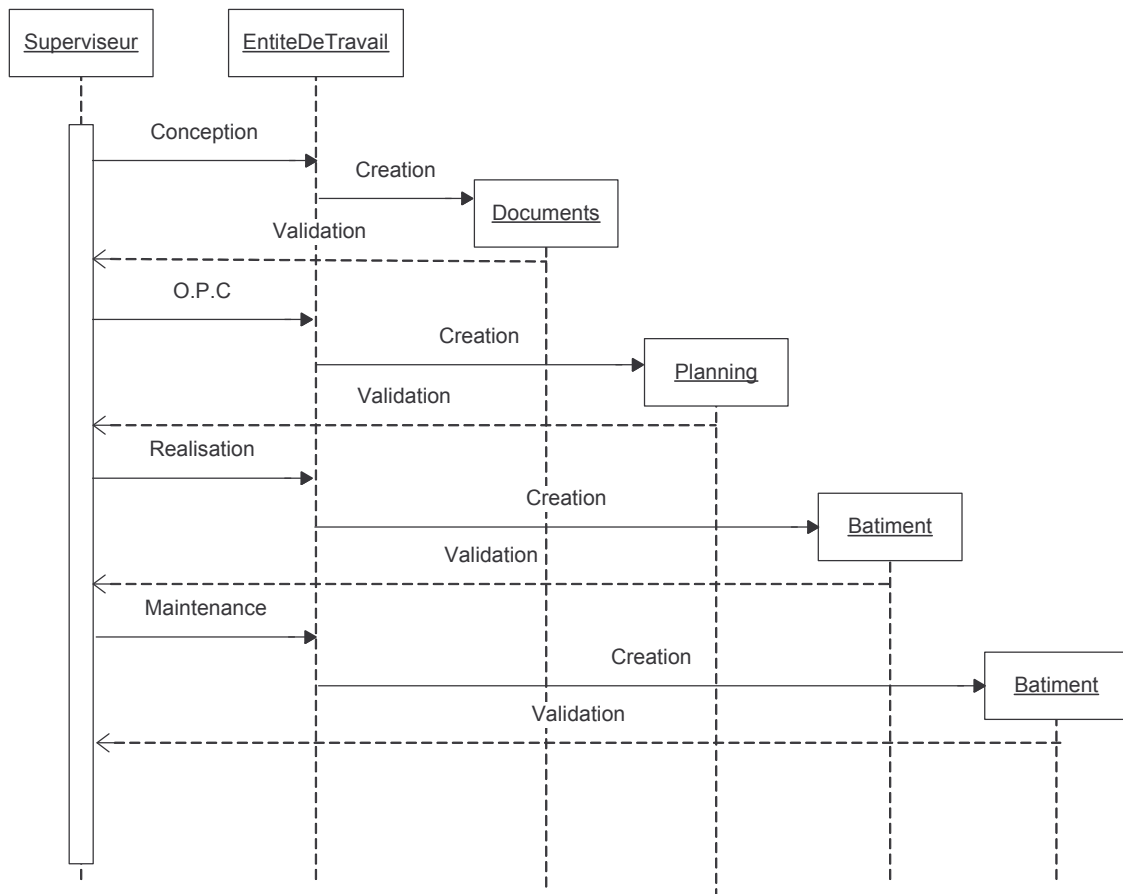 Superviseur
EntiteDeTravail
Conception
Creation
Documents
Validation
O.P.C
Creation
Planning
Validation
Realisation
Creation
Batiment
Validation
Maintenance
Creation
Batiment
Validation